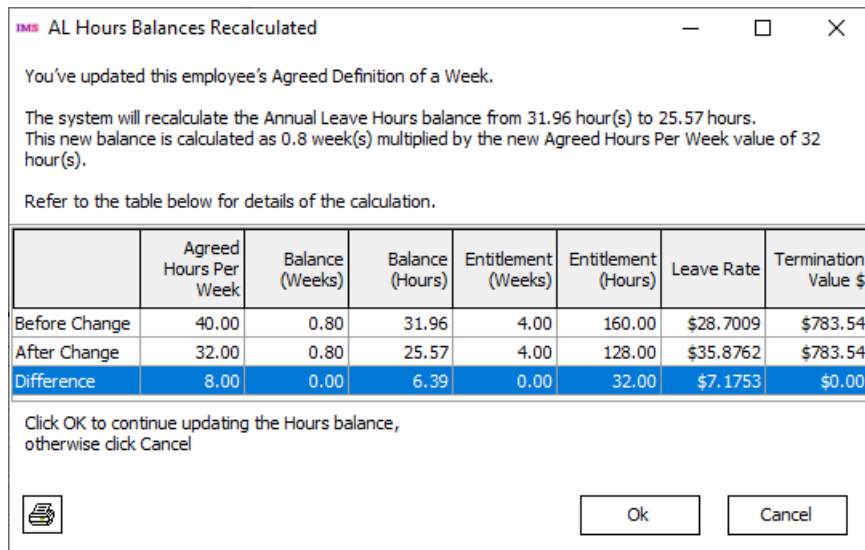 IMS AL Hours Balances Recalculated
You've updated this employee's Agreed Definition of a Week.
The system will recalculate the Annual Leave Hours balance from 31.96 hour(s) to 25.57 hours.
This new balance is calculated as 0.8 week(s) multiplied by the new Agreed Hours Per Week value of 32
hour(s).
Refer to the table below for details of the calculation.
Agreed Hours Per Week Balance (Weeks) Balance (Hours) Entitlement (Weeks) Entitlement (Hours) Leave Rate Termination Value $
Before Change 40.00 0.80 31.96 4.00 160.00 $28.7009 $783.54
After Change 32.00 0.80 25.57 4.00 128.00 $35.8762 $783.54
Difference 8.00 0.00 6.39 0.00 32.00 $7.1753 $0.00
Click OK to continue updating the Hours balance,
otherwise click Cancel
Ok Cancel